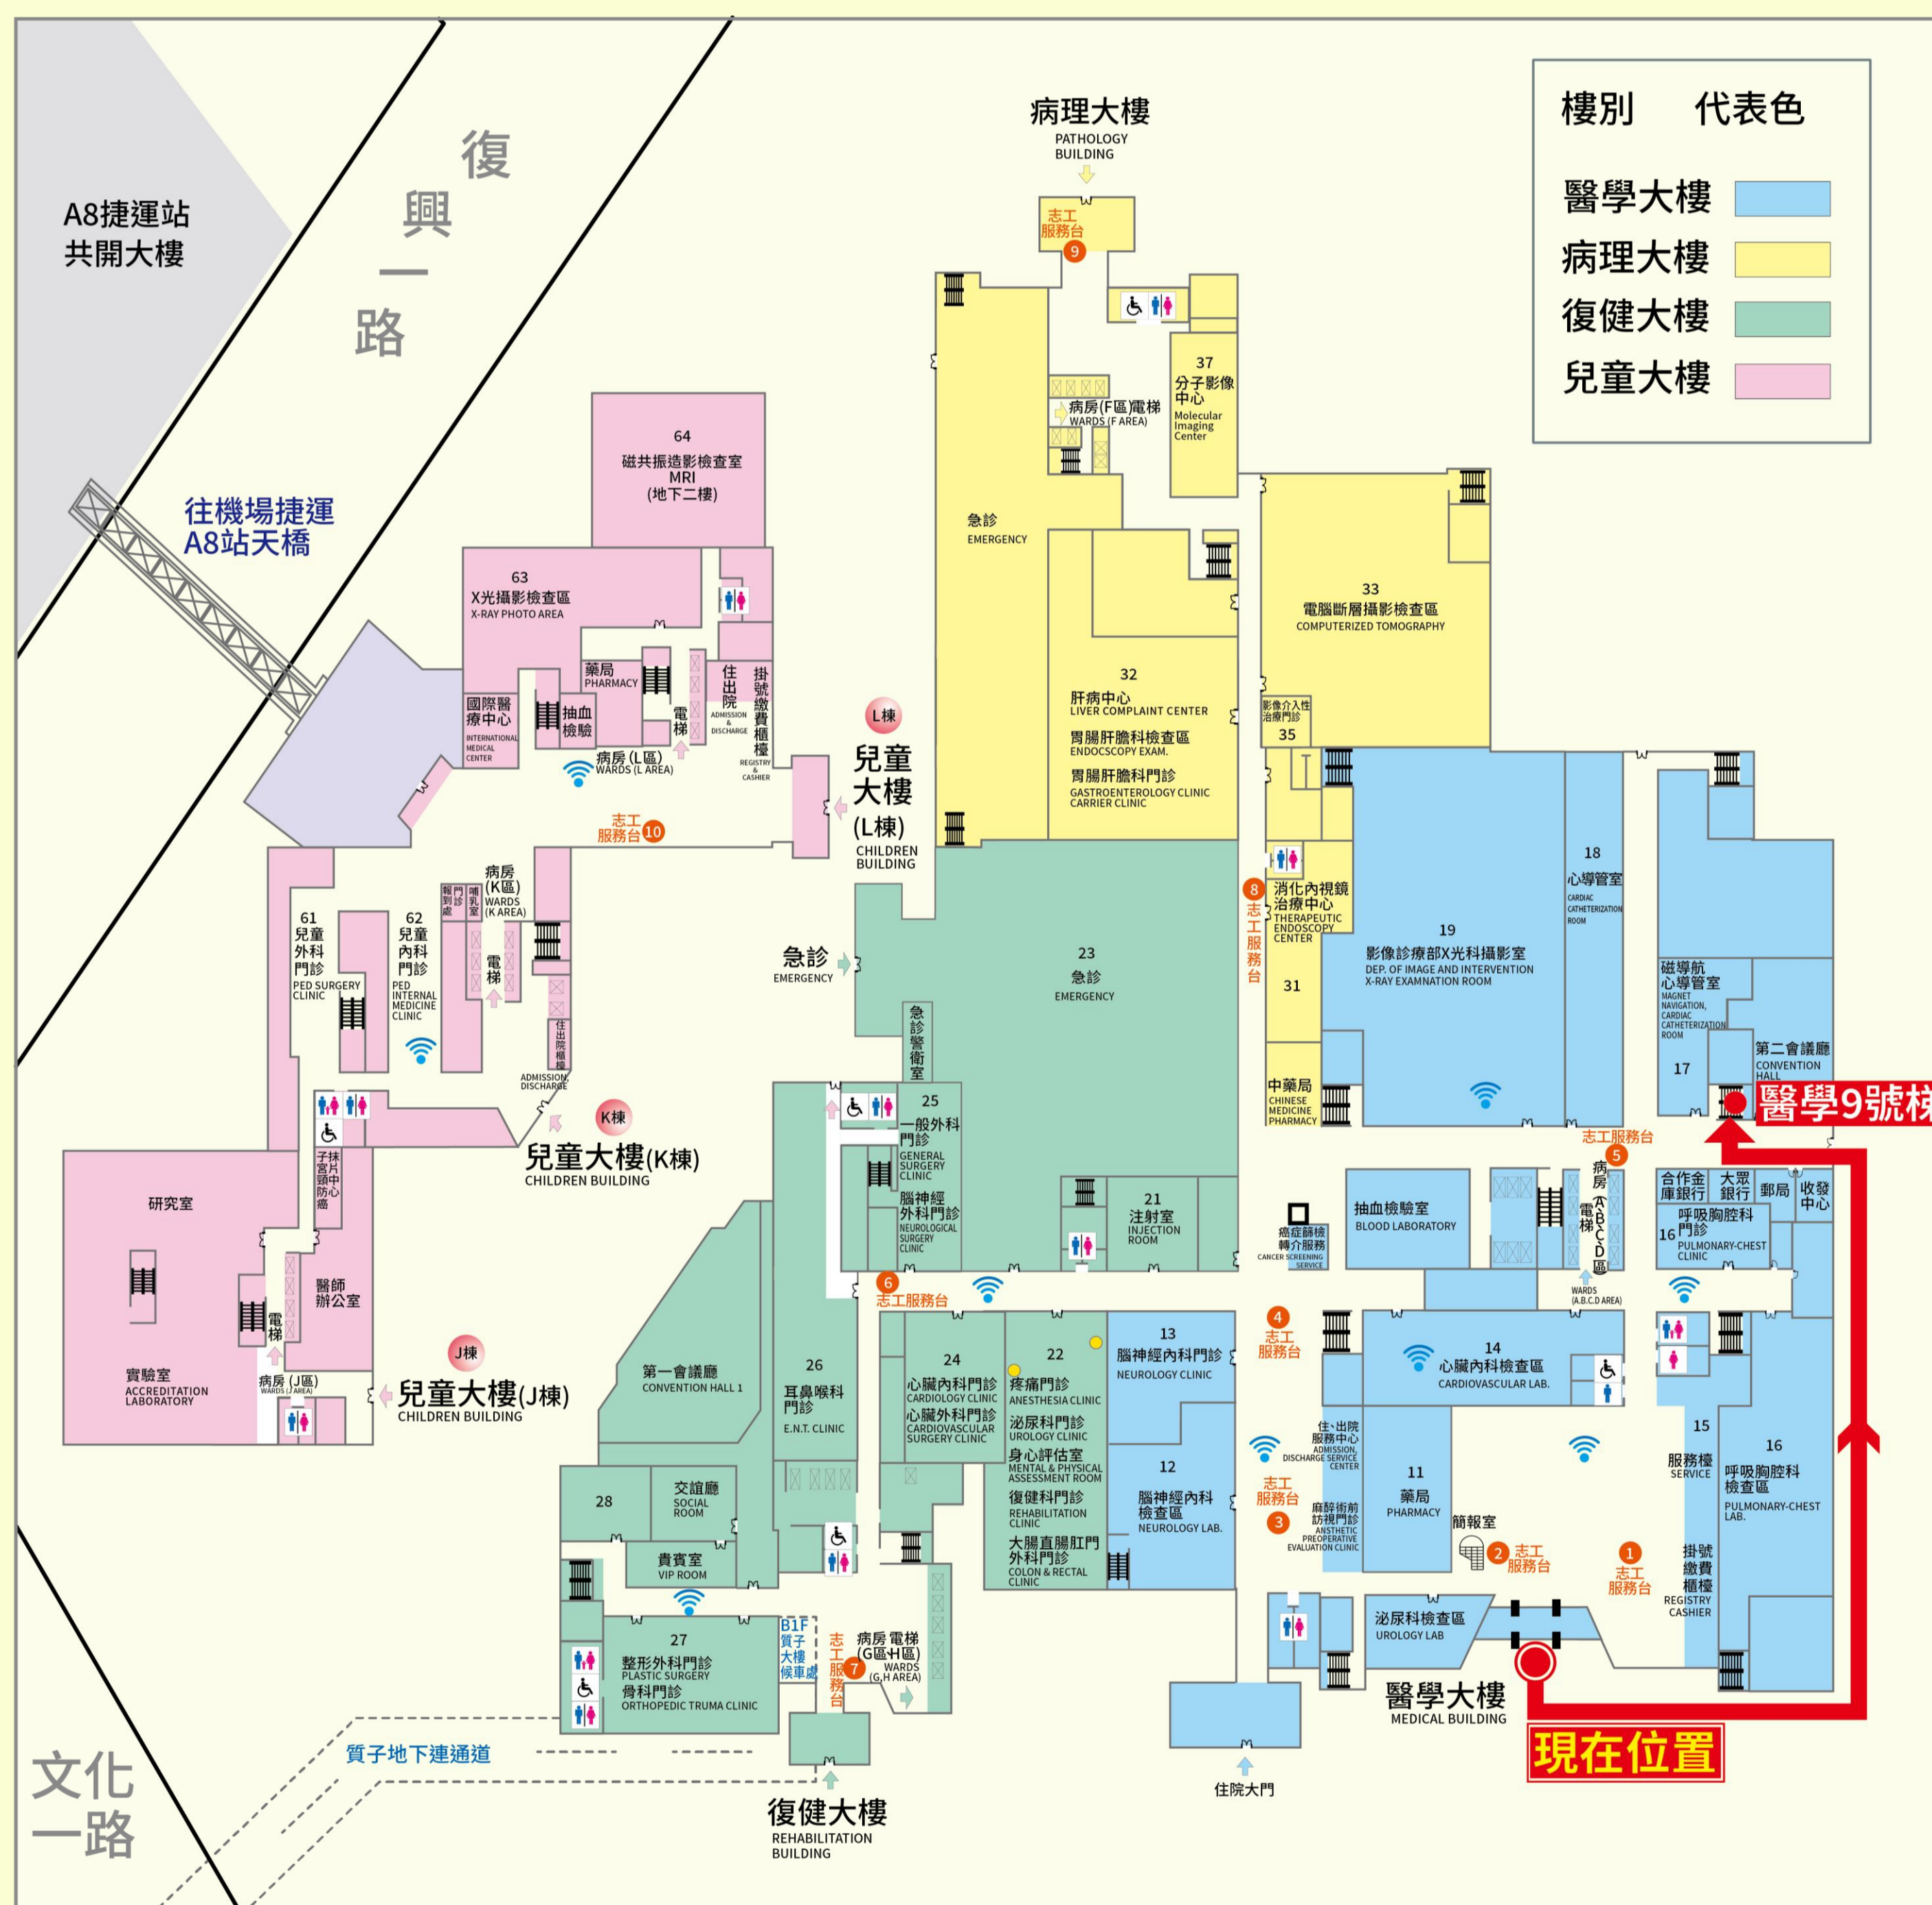 樓別 代表色
醫學大樓
病理大樓
復健大樓
兒童大樓
A8捷運站
共開大樓
復
興
一
路
往機場捷運
A8站天橋
病理大樓
PATHOLOGY
BUILDING
志工
服務台
9
37
分子影像
中心
Molecular
Imaging
Center
病房(F區)電梯
WARDS (F AREA)
急診
EMERGENCY
33
電腦斷層攝影檢查區
COMPUTERIZED TOMOGRAPHY
32
肝病中心
LIVER COMPLAINT CENTER
胃腸肝膽科檢查區
ENDOCSCOPY EXAM.
胃腸肝膽科門診
GASTROENTEROLOGY CLINIC
CARRIER CLINIC
影像介入性
治療門診
35
64
磁共振造影檢查室
MRI
(地下二樓)
63
X光攝影檢查區
X-RAY PHOTO AREA
藥局
PHARMACY
國際醫
療中心
INTERNATIONAL
MEDICAL
CENTER
抽血
檢驗
電梯
住出院
ADMISSION
&
DISCHARGE
掛號繳費櫃檯
REGISTRY
&
CASHIER
病房 (L區)
WARDS (L AREA)
志工
服務台
10
L棟
兒童
大樓
(L棟)
CHILDREN
BUILDING
病房
(K區)
WARDS
(K AREA)
門診
報到處
哺乳室
電梯
61
兒童
外科
門診
PED SURGERY
CLINIC
62
兒童
內科
門診
PED
INTERNAL
MEDICINE
CLINIC
住出院櫃檯
ADMISSION,
DISCHARGE
K棟
兒童大樓(K棟)
CHILDREN BUILDING
研究室
抹片中心
子宮頸防癌
醫師
辦公室
電梯
實驗室
ACCREDITATION
LABORATORY
病房 (J區)
WARDS (J AREA)
J棟
兒童大樓(J棟)
CHILDREN BUILDING
急診
EMERGENCY
23
急診
EMERGENCY
急診警衛室
25
一般外科
門診
GENERAL
SURGERY
CLINIC
腦神經
外科門診
NEUROLOGICAL
SURGERY
CLINIC
21
注射室
INJECTION
ROOM
8
志工服務台
消化內視鏡
治療中心
THERAPEUTIC
ENDOSCOPY
CENTER
31
中藥局
CHINESE
MEDICINE
PHARMACY
19
影像診療部X光科攝影室
DEP. OF IMAGE AND INTERVENTION
X-RAY EXAMNATION ROOM
18
心導管室
CARDIAC
CATHETERIZATION
ROOM
磁導航
心導管室
MAGNET
NAVIGATION,
CARDIAC
CATHETERIZATION
ROOM
17
第二會議廳
CONVENTION
HALL
醫學9號梯
志工服務台
5
病房(A.B.C.D區)
電梯
WARDS
(A.B.C.D AREA)
合作金
庫銀行
大眾
銀行
郵局
收發
中心
16
呼吸胸腔科
門診
PULMONARY-CHEST
CLINIC
抽血檢驗室
BLOOD LABORATORY
癌症篩檢
轉介服務
CANCER SCREENING
SERVICE
6
志工服務台
4
志工
服務台
14
心臟內科檢查區
CARDIOVASCULAR LAB.
13
腦神經內科門診
NEUROLOGY CLINIC
12
腦神經內科
檢查區
NEUROLOGY LAB.
22
疼痛門診
ANESTHESIA CLINIC
泌尿科門診
UROLOGY CLINIC
身心評估室
MENTAL & PHYSICAL
ASSESSMENT ROOM
復健科門診
REHABILITATION
CLINIC
大腸直腸肛門
外科門診
COLON & RECTAL
CLINIC
24
心臟內科門診
CARDIOLOGY CLINIC
心臟外科門診
CARDIOVASCULAR
SURGERY CLINIC
26
耳鼻喉科
門診
E.N.T. CLINIC
第一會議廳
CONVENTION HALL 1
28
交誼廳
SOCIAL
ROOM
貴賓室
VIP ROOM
27
整形外科門診
PLASTIC SURGERY
骨科門診
ORTHOPEDIC TRUMA CLINIC
B1F
質子
大樓
候車處
志工服務台
7
病房 電梯
(G區H區)
WARDS
(G,H AREA)
住、出院
服務中心
ADMISSION,
DISCHARGE SERVICE
CENTER
志工
服務台
3
麻醉術前
訪視門診
ANSTHETIC
PREOPERATIVE
EVALUATION CLINIC
11
藥局
PHARMACY
簡報室
2
志工
服務台
1
志工
服務台
15
服務檯
SERVICE
掛號
繳費
櫃檯
REGISTRY
CASHIER
16
呼吸胸腔科
檢查區
PULMONARY-CHEST
LAB.
泌尿科檢查區
UROLOGY LAB
醫學大樓
MEDICAL BUILDING
現在位置
住院大門
復健大樓
REHABILITATION
BUILDING
質子地下連通道
文化
一路